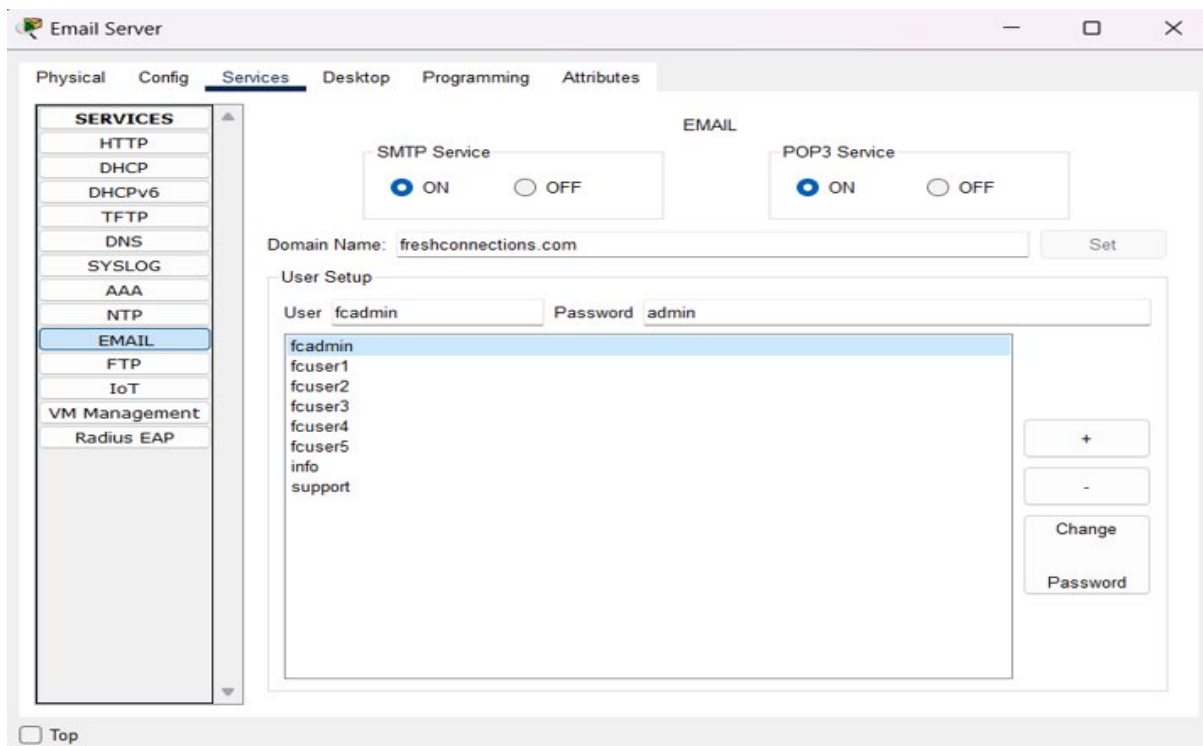 Email Server
Physical Config Services Desktop Programming Attributes
SERVICES
HTTP
DHCP
DHCPv6
TFTP
DNS
SYSLOG
AAA
NTP
EMAIL
FTP
IoT
VM Management
Radius EAP
EMAIL
SMTP Service
ON OFF
POP3 Service
ON OFF
Domain Name: freshconnections.com Set
User Setup
User fcadmin Password admin
fcadmin
fcuser1
fcuser2
fcuser3
fcuser4
fcuser5
info
support
+
-
Change
Password
Top